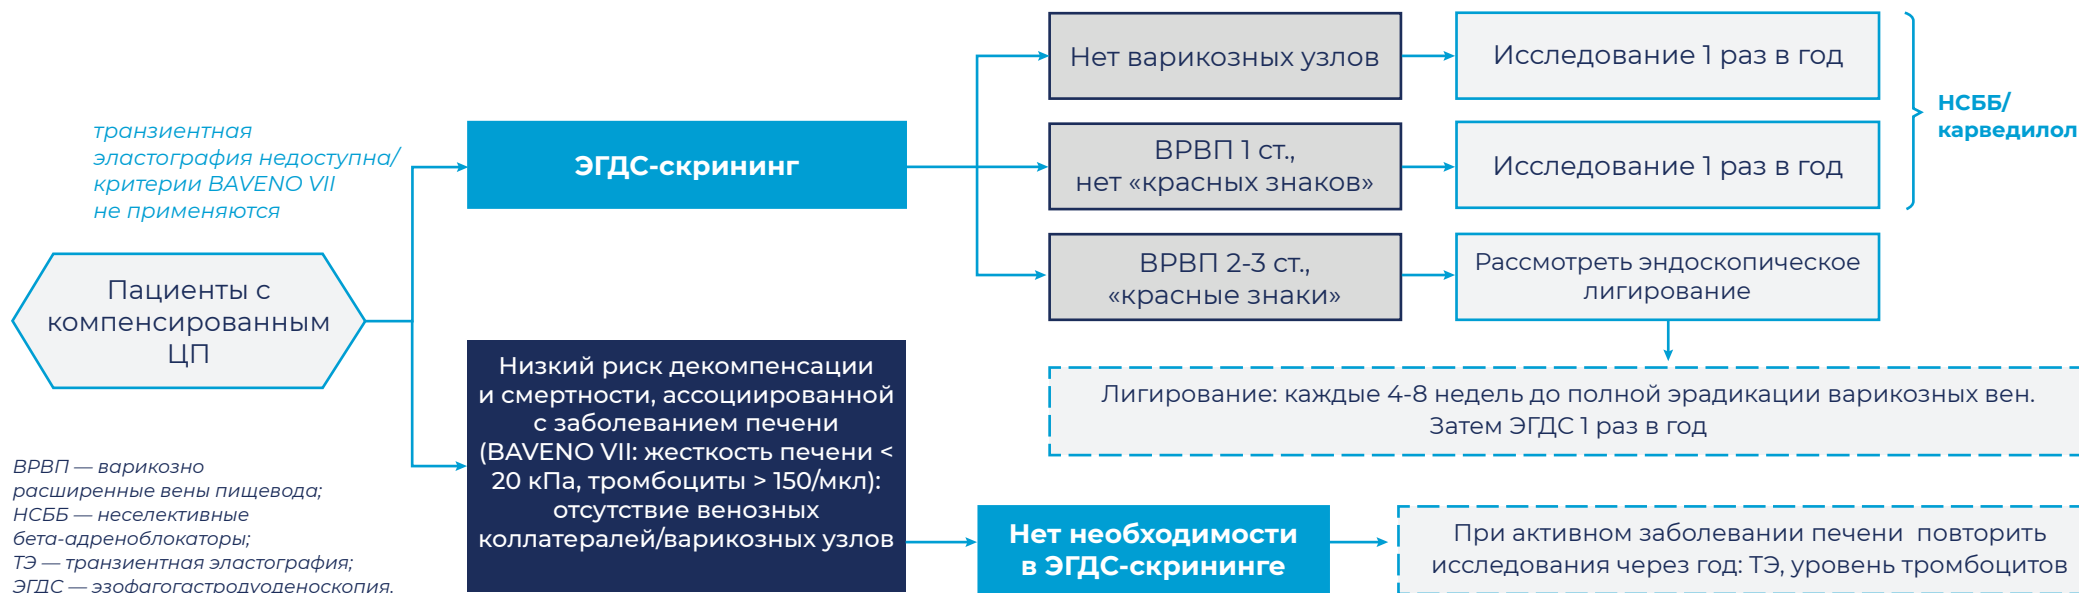 транзиентная
эластография недоступна/
критерии BAVENO VII
не применяются
Пациенты с
компенсированным
ЦП
ЭГДС-скрининг
Нет варикозных узлов
Исследование 1 раз в год
ВРВП 1 ст.,
нет «красных знаков»
Исследование 1 раз в год
НСББ/
карведилол
ВРВП 2-3 ст.,
«красные знаки»
Рассмотреть эндоскопическое
лигирование
Лигирование: каждые 4-8 недель до полной эрадикации варикозных вен.
Затем ЭГДС 1 раз в год
Низкий риск декомпенсации
и смертности, ассоциированной
с заболеванием печени
(BAVENO VII: жесткость печени <
20 кПа, тромбоциты > 150/мкл):
отсутствие венозных
коллатералей/варикозных узлов
Нет необходимости
в ЭГДС-скрининге
При активном заболевании печени повторить
исследования через год: ТЭ, уровень тромбоцитов
ВРВП — варикозно
расширенные вены пищевода;
НСББ — неселективные
бета-адреноблокаторы;
ТЭ — транзиентная эластография;
ЭГДС — эзофагогастродуоденоскопия.